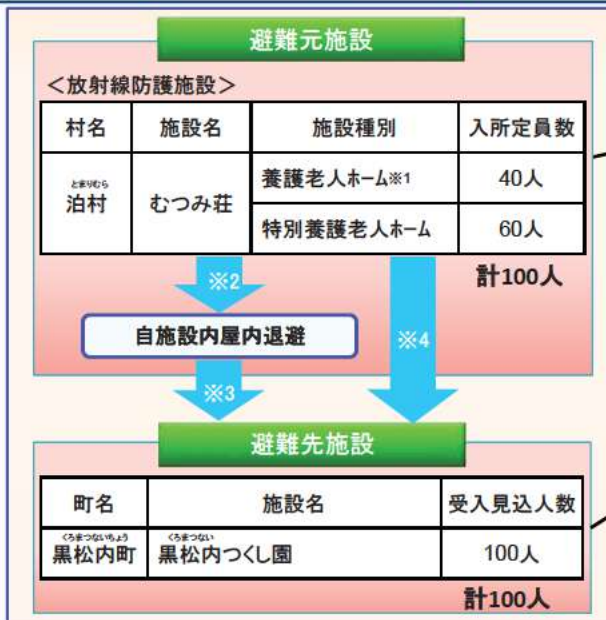 避難元施設
＜放射線防護施設＞
村名 施設名 施設種別 入所定員数
とまりむら
泊村 むつみ荘 養護老人ホーム※1 40人
特別養護老人ホーム 60人
計100人
※2
自施設内屋内退避
※4
※3
避難先施設
町名 施設名 受入見込人数
くろまつないちょう くろまつない
黒松内町 黒松内つくし園 100人
計100人